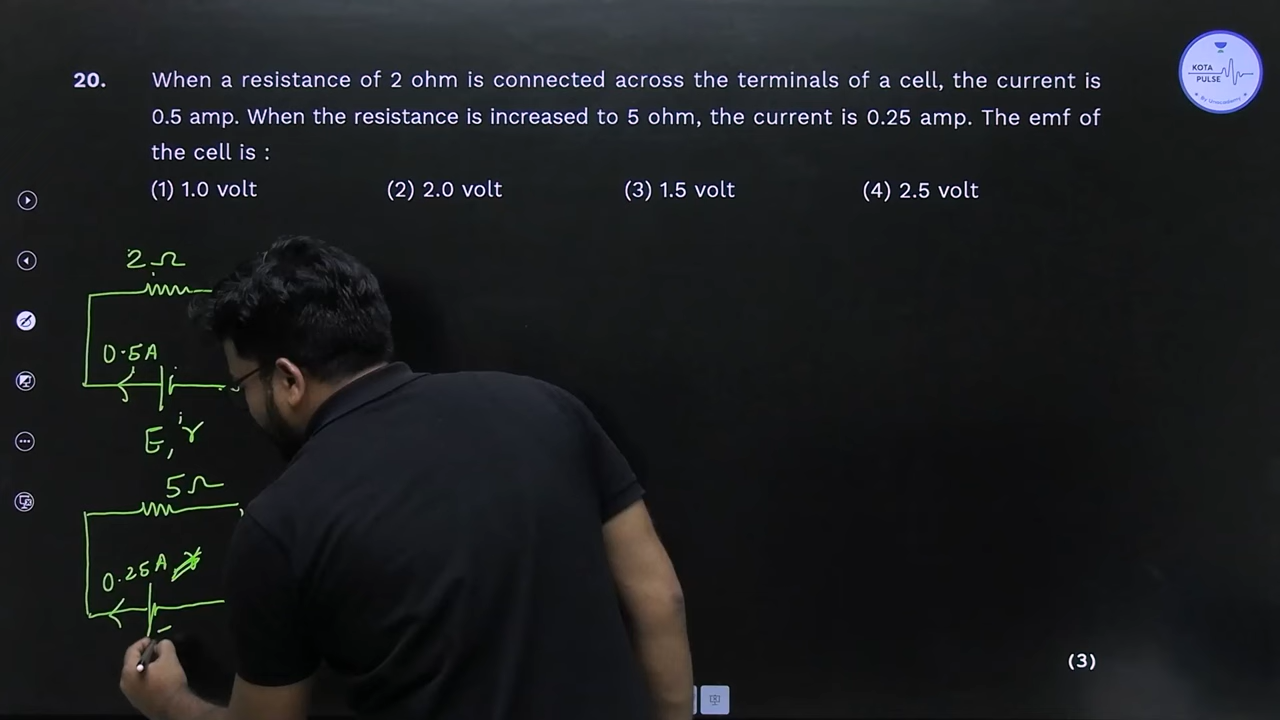 20. When a resistance of 2 ohm is connected across the terminals of a cell, the current is
0.5 amp. When the resistance is increased to 5 ohm, the current is 0.25 amp. The emf of
the cell is :
(1) 1.0 volt (2) 2.0 volt (3) 1.5 volt (4) 2.5 volt
KOTA
PULSE
By Unacademy
2Ω
0.5A
E, r
5Ω
0.25A
(3)